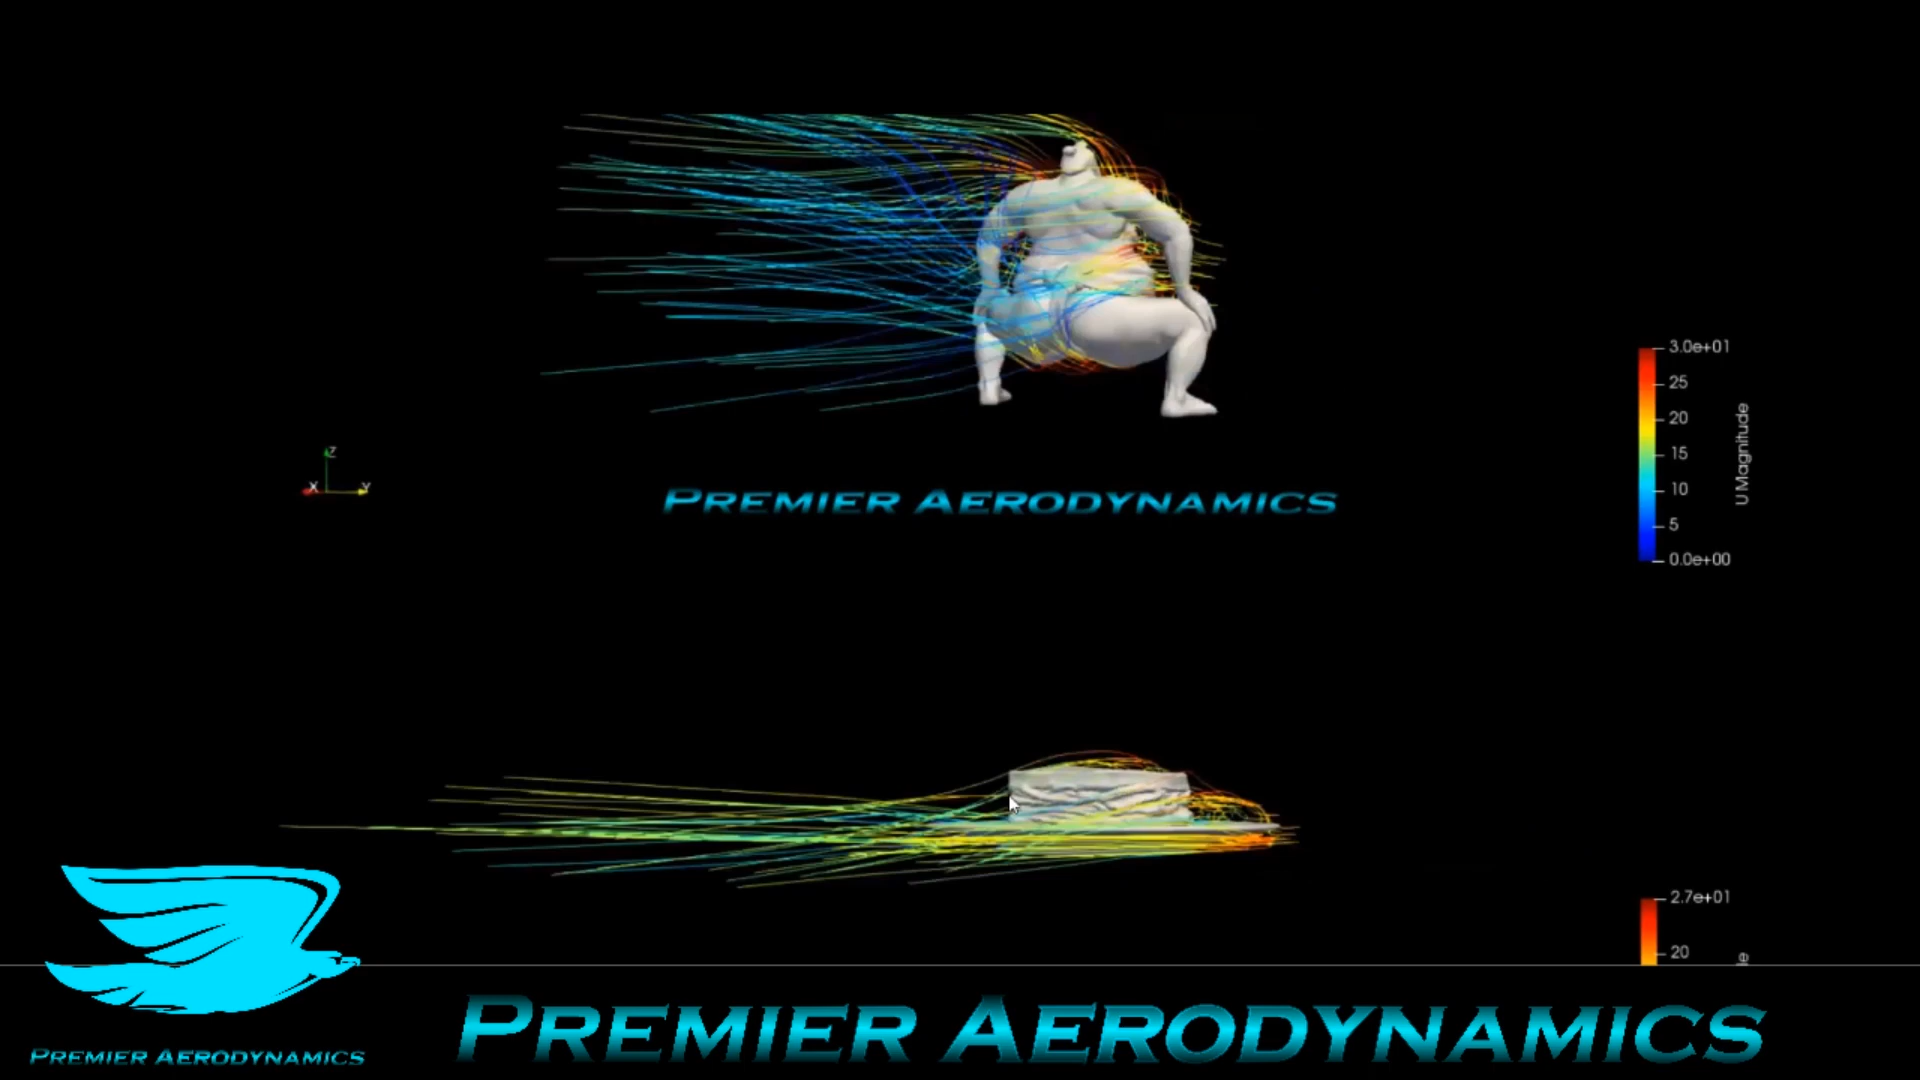 3.0e+01
25
20
15
10
5
0.0e+00
U Magnitude
Z
X
Y
PREMIER AERODYNAMICS
2.7e+01
20
e
PREMIER AERODYNAMICS
PREMIER AERODYNAMICS